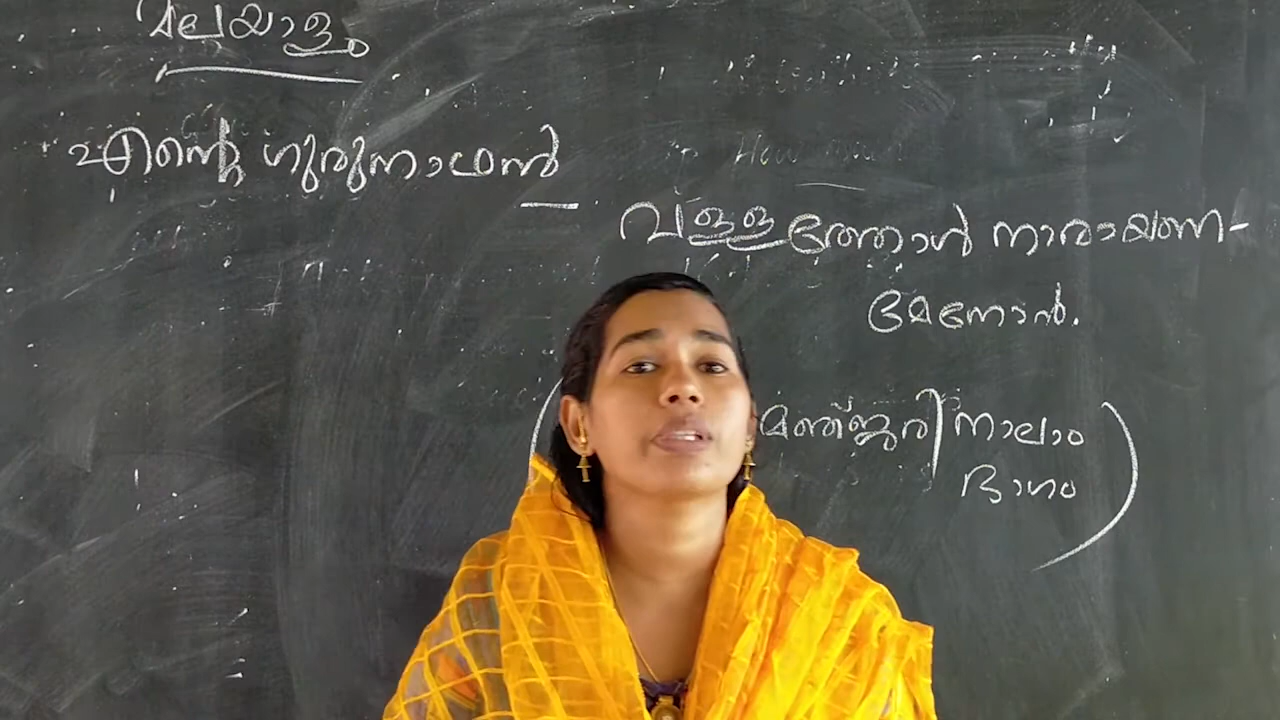 മലയാളം
എന്റെ ഗുരുനാഥൻ
വള്ളത്തോൾ നാരായണ-
മേനോൻ.
മഞ്ജരി നാലാം
ഭാഗം